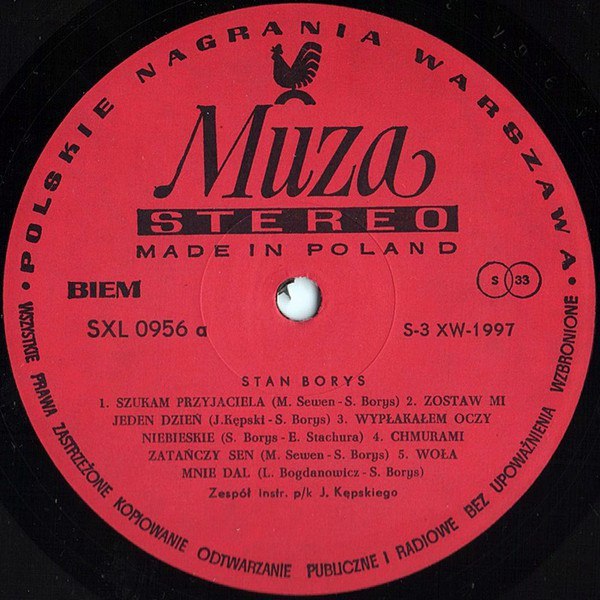 POLSKIE NAGRANIA WARSZAWA
Muza
STEREO
MADE IN POLAND
BIEM
S 33
SXL 0956 a
S-3 XW-1997
STAN BORYS
1. SZUKAM PRZYJACIELA (M. Sewen - S. Borys) 2. ZOSTAW MI
JEDEN DZIEŃ (J.Kępski - S. Borys) 3. WYPŁAKAŁEM OCZY
NIEBIESKIE (S. Borys - E. Stachura) 4. CHMURAMI
ZATAŃCZY SEN (M. Sewen - S. Borys) 5. WOŁA
MNIE DAL (L. Bogdanowicz - S. Borys)
Zespół Instr. p/k J. Kępskiego
WSZYSTKIE PRAWA ZASTRZEŻONE KOPIOWANIE ODTWARZANIE PUBLICZNE I RADIOWE BEZ UPOWAŻNIENIA WZBRONIONE